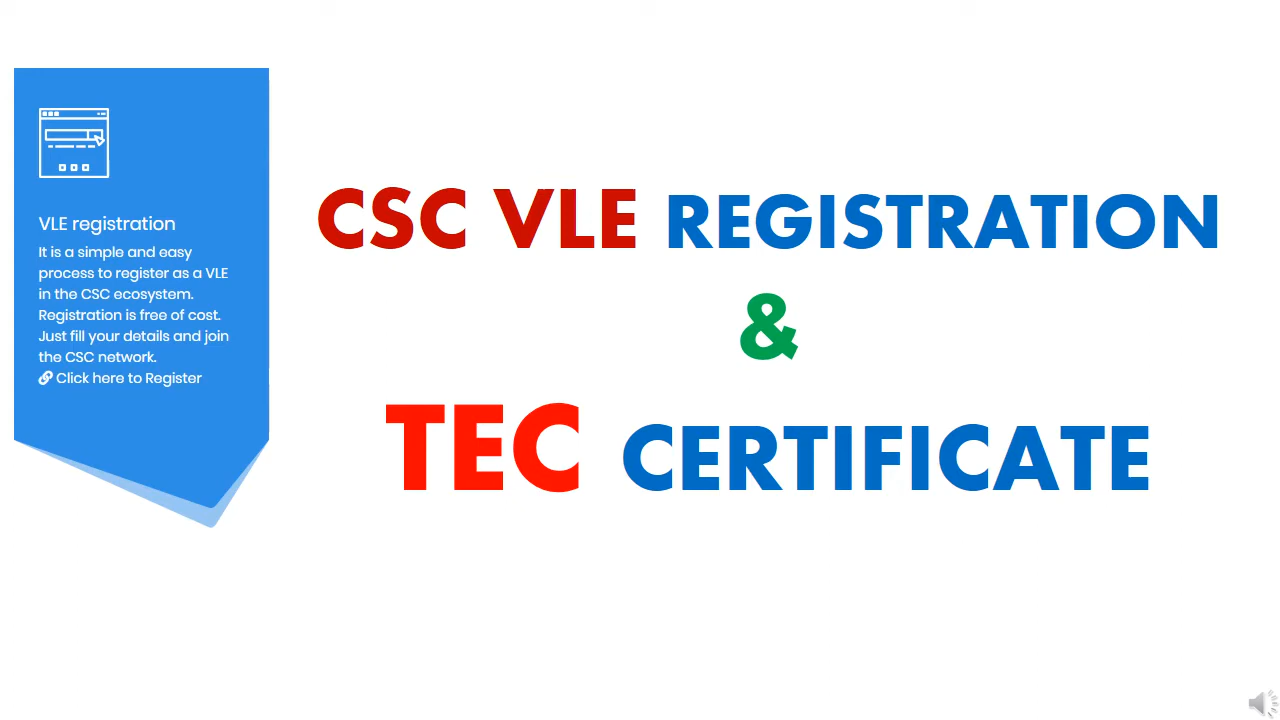 VLE registration
It is a simple and easy
process to register as a VLE
in the CSC ecosystem.
Registration is free of cost.
Just fill your details and join
the CSC network.
Click here to Register
CSC VLE REGISTRATION
&
TEC CERTIFICATE